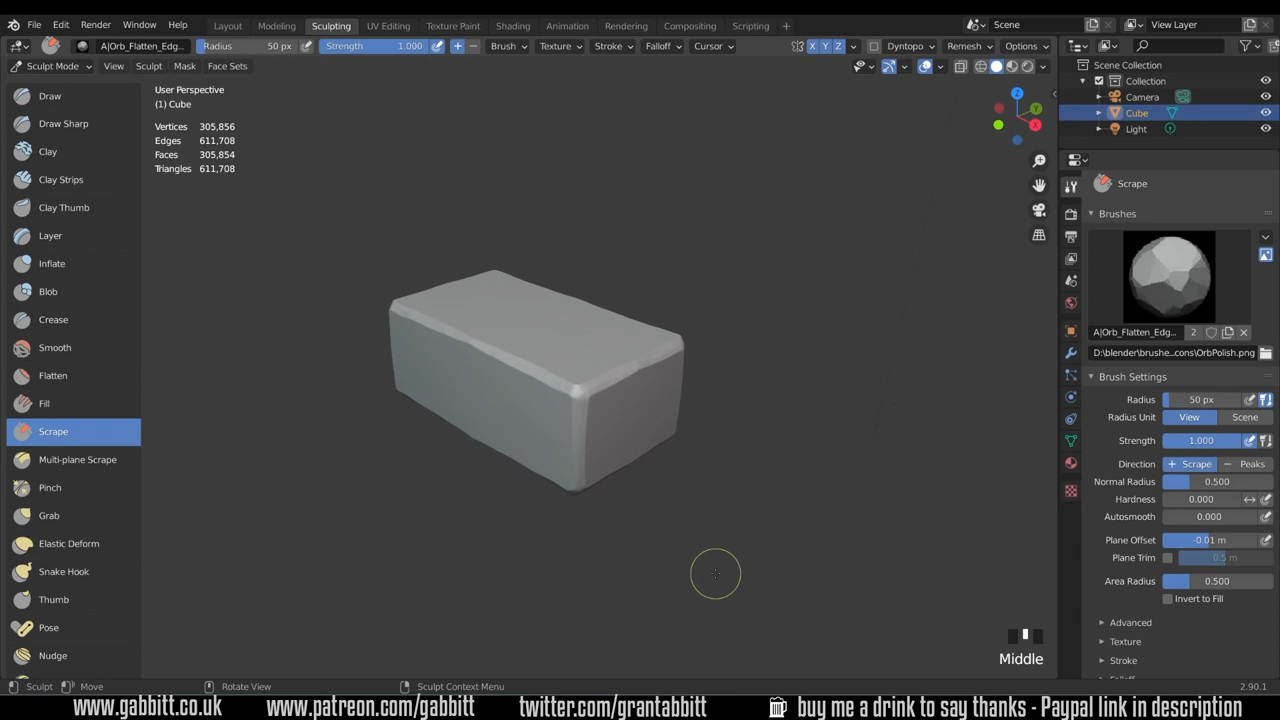 File Edit Render Window Help Layout Modeling Sculpting UV Editing Texture Paint Shading Animation Rendering Compositing Scripting + Scene View Layer
A|Orb_Flatten_Edg... Radius 50 px Strength 1.000 + − Brush Texture Stroke Falloff Cursor X Y Z Dyntopo Remesh Options
Sculpt Mode View Sculpt Mask Face Sets
Scene Collection
Collection
Camera
Cube
Light
User Perspective
(1) Cube
Vertices 305,856
Edges 611,708
Faces 305,854
Triangles 611,708
Z
Y
X
Draw
Draw Sharp
Clay
Clay Strips
Clay Thumb
Layer
Inflate
Blob
Crease
Smooth
Flatten
Fill
Scrape
Multi-plane Scrape
Pinch
Grab
Elastic Deform
Snake Hook
Thumb
Pose
Nudge
Scrape
Brushes
A|Orb_Flatten_Edg... 2
D:\blender\brushe...cons\OrbPolish.png
Brush Settings
Radius 50 px
Radius Unit View Scene
Strength 1.000
Direction + Scrape − Peaks
Normal Radius 0.500
Hardness 0.000
Autosmooth 0.000
Plane Offset -0.01 m
Plane Trim 0.5 m
Area Radius 0.500
Invert to Fill
Advanced
Texture
Stroke
Middle
Sculpt Move Rotate View Sculpt Context Menu 2.90.1
www.gabbitt.co.uk www.patreon.com/gabbitt twitter.com/grantabbitt buy me a drink to say thanks - Paypal link in description